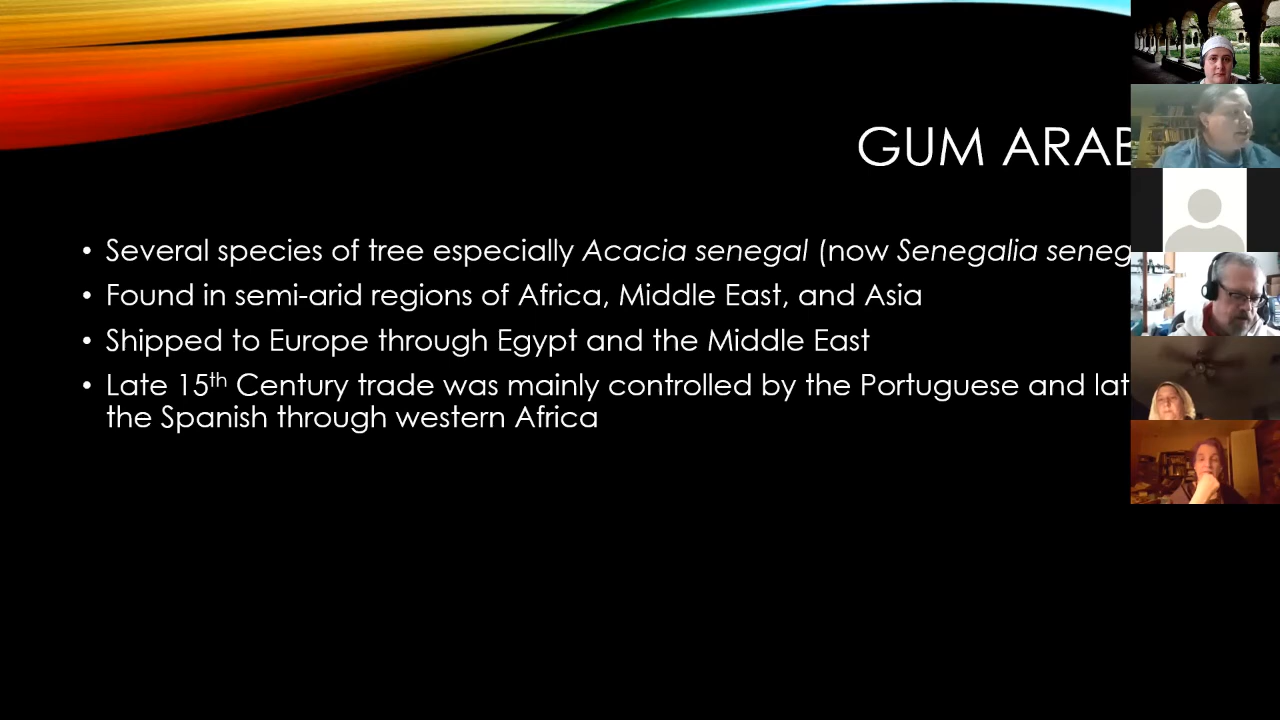 GUM ARAB
• Several species of tree especially Acacia senegal (now Senegalia seneg
• Found in semi-arid regions of Africa, Middle East, and Asia
• Shipped to Europe through Egypt and the Middle East
• Late 15th Century trade was mainly controlled by the Portuguese and lat
the Spanish through western Africa